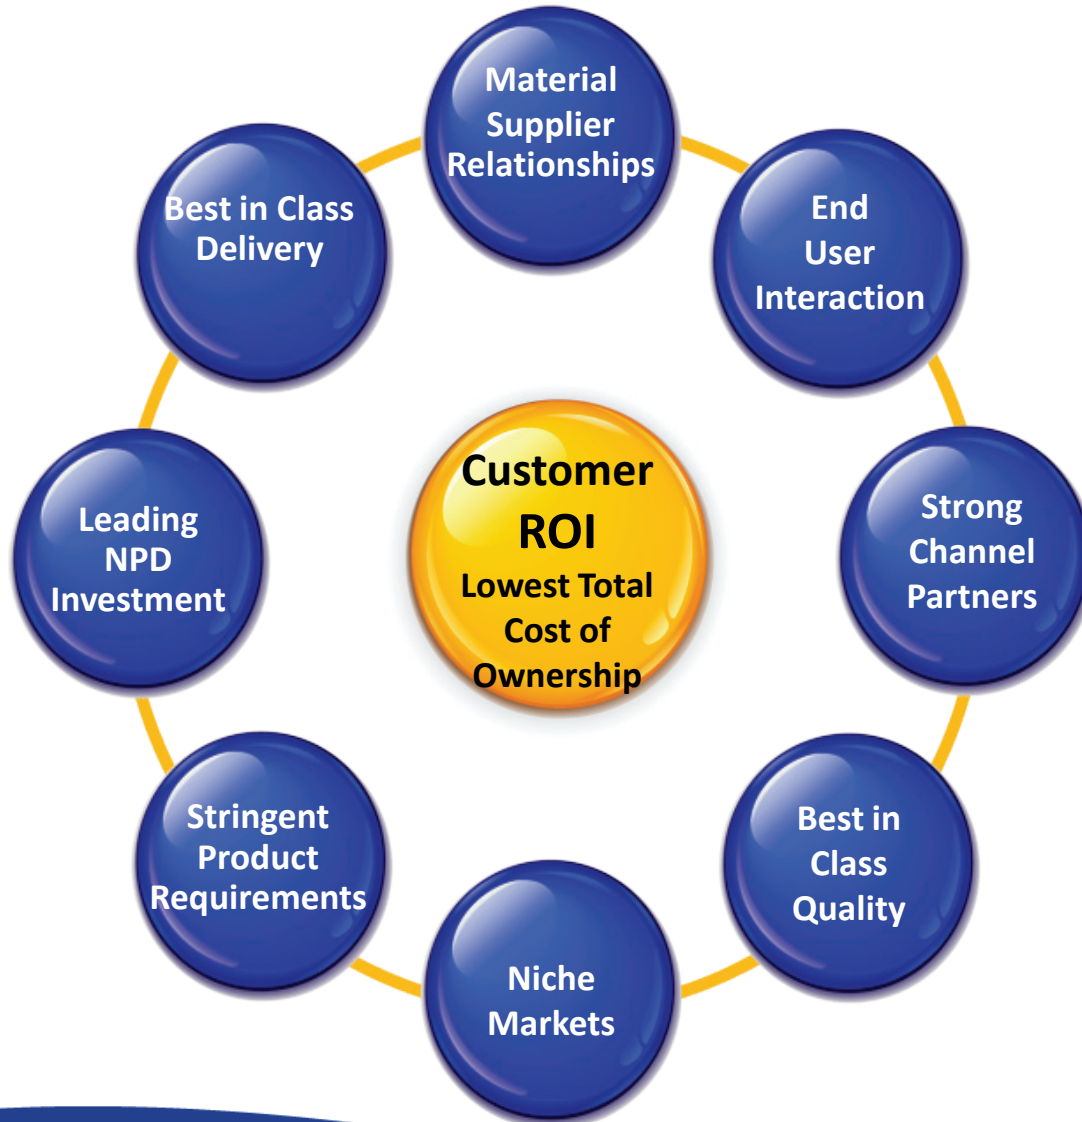 Material
Supplier
Relationships
End
User
Interaction
Strong
Channel
Partners
Best in
Class
Quality
Niche
Markets
Stringent
Product
Requirements
Leading
NPD
Investment
Best in Class
Delivery
Customer
ROI
Lowest Total
Cost of
Ownership